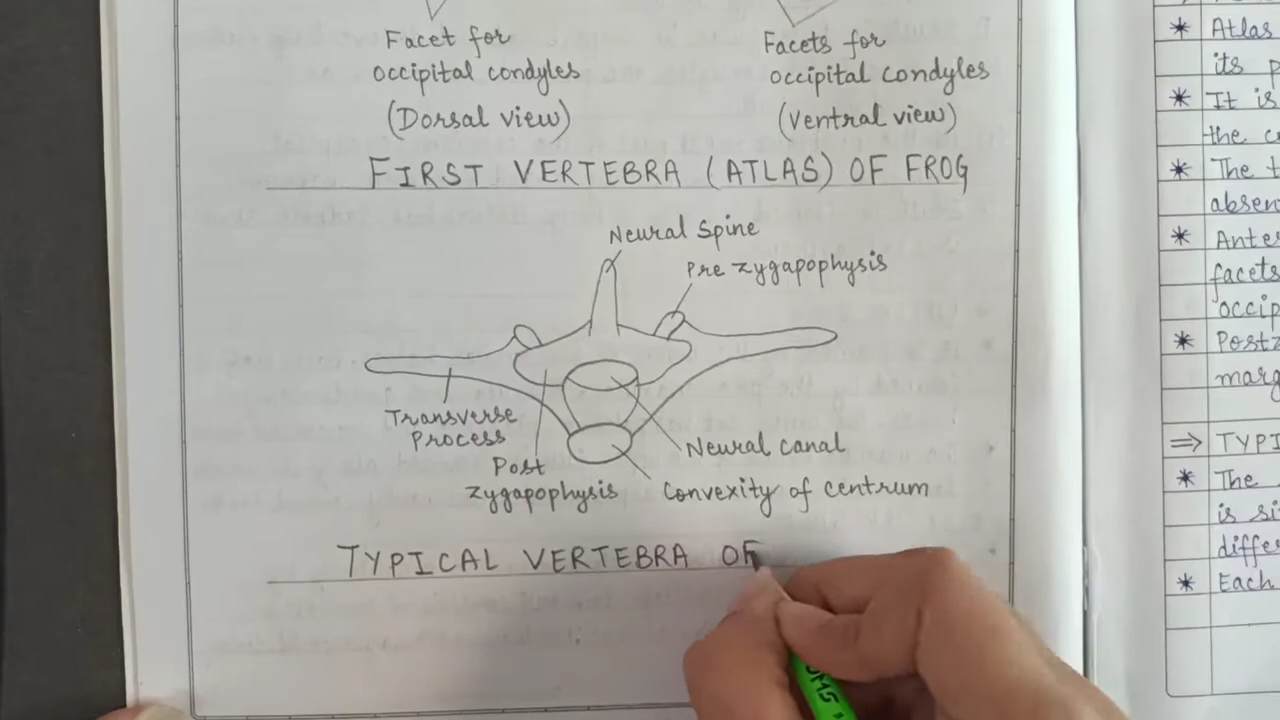 Facet for
occipital condyles
(Dorsal view)
Facets for
occipital condyles
(Ventral view)
FIRST VERTEBRA (ATLAS) OF FROG
Neural Spine
Pre zygapophysis
Transverse
Process
Post
zygapophysis
Neural canal
Convexity of centrum
TYPICAL VERTEBRA OF
* Atlas
its p
* It is
the c
* The t
absen
* Ante
facets
occip
* Postz
marg
⇒ TYPI
* The
is si
differ
* Each